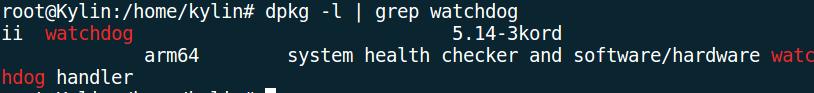 root@Kylin:/home/kylin# dpkg -l | grep watchdog
ii  watchdog                              5.14-3kord
             arm64        system health checker and software/hardware watc
hdog handler